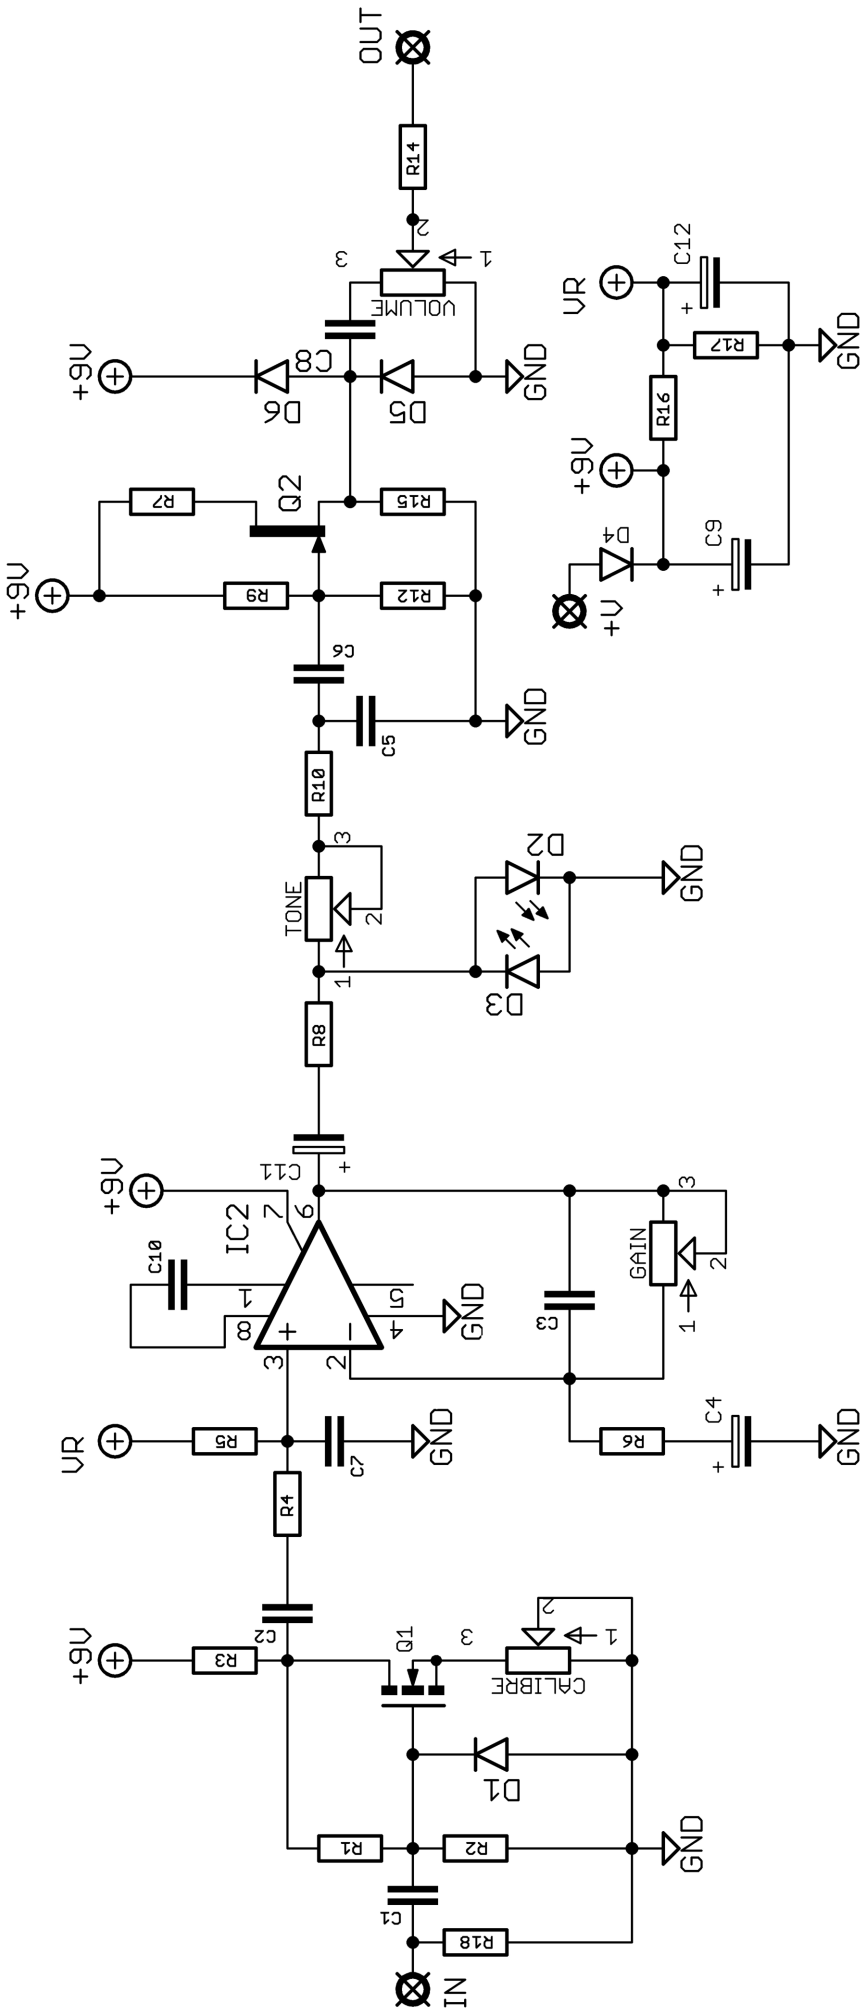 IN
R18
C1
R1
R2
D1
GND
+9V
R3
C2
Q1
3
CALIBRE
2
1
R4
VR
R5
C7
GND
3
2
8
1
+
−
C10
IC2
7
6
4
5
GND
+9V
C11
+
C3
GAIN
1
2
3
R6
C4
+
GND
R8
TONE
1
2
3
D3
D2
GND
R10
C5
C6
GND
+9V
R9
R12
R7
Q2
R15
+9V
D6
D5
C8
GND
VOLUME
3
2
1
R14
OUT
+V
D4
C9
+
+9V
R16
R17
VR
C12
+
GND